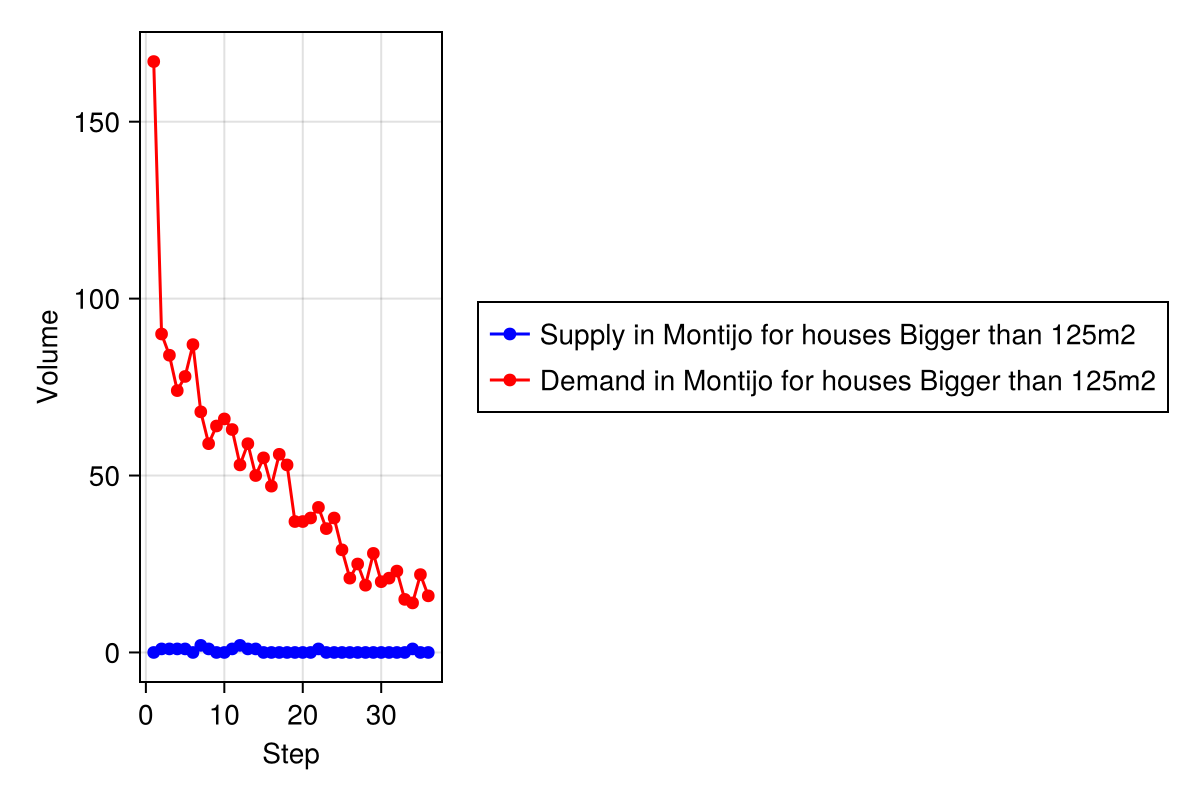 150
100
50
0
Volume
0 10 20 30
Step
Supply in Montijo for houses Bigger than 125m2
Demand in Montijo for houses Bigger than 125m2